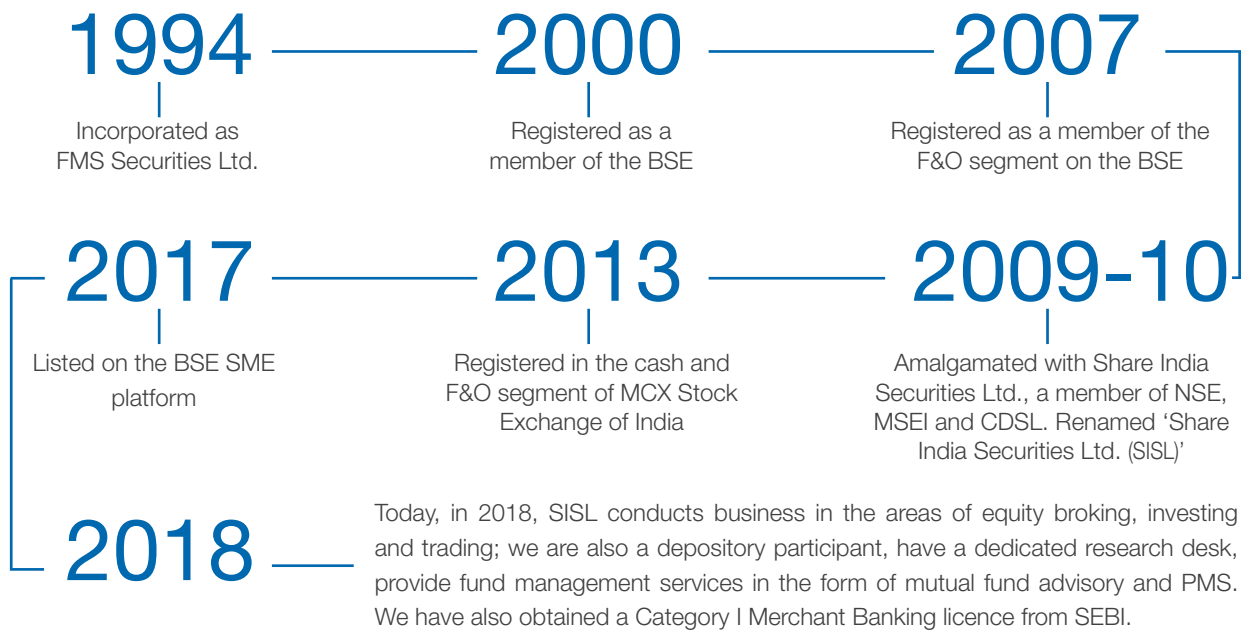 1994
2000
2007
Incorporated as
FMS Securities Ltd.
Registered as a
member of the BSE
Registered as a member of the
F&O segment on the BSE
2009-10
2013
2017
Amalgamated with Share India
Securities Ltd., a member of NSE,
MSEI and CDSL. Renamed ‘Share
India Securities Ltd. (SISL)’
Registered in the cash and
F&O segment of MCX Stock
Exchange of India
Listed on the BSE SME
platform
2018
Today, in 2018, SISL conducts business in the areas of equity broking, investing
and trading; we are also a depository participant, have a dedicated research desk,
provide fund management services in the form of mutual fund advisory and PMS.
We have also obtained a Category I Merchant Banking licence from SEBI.